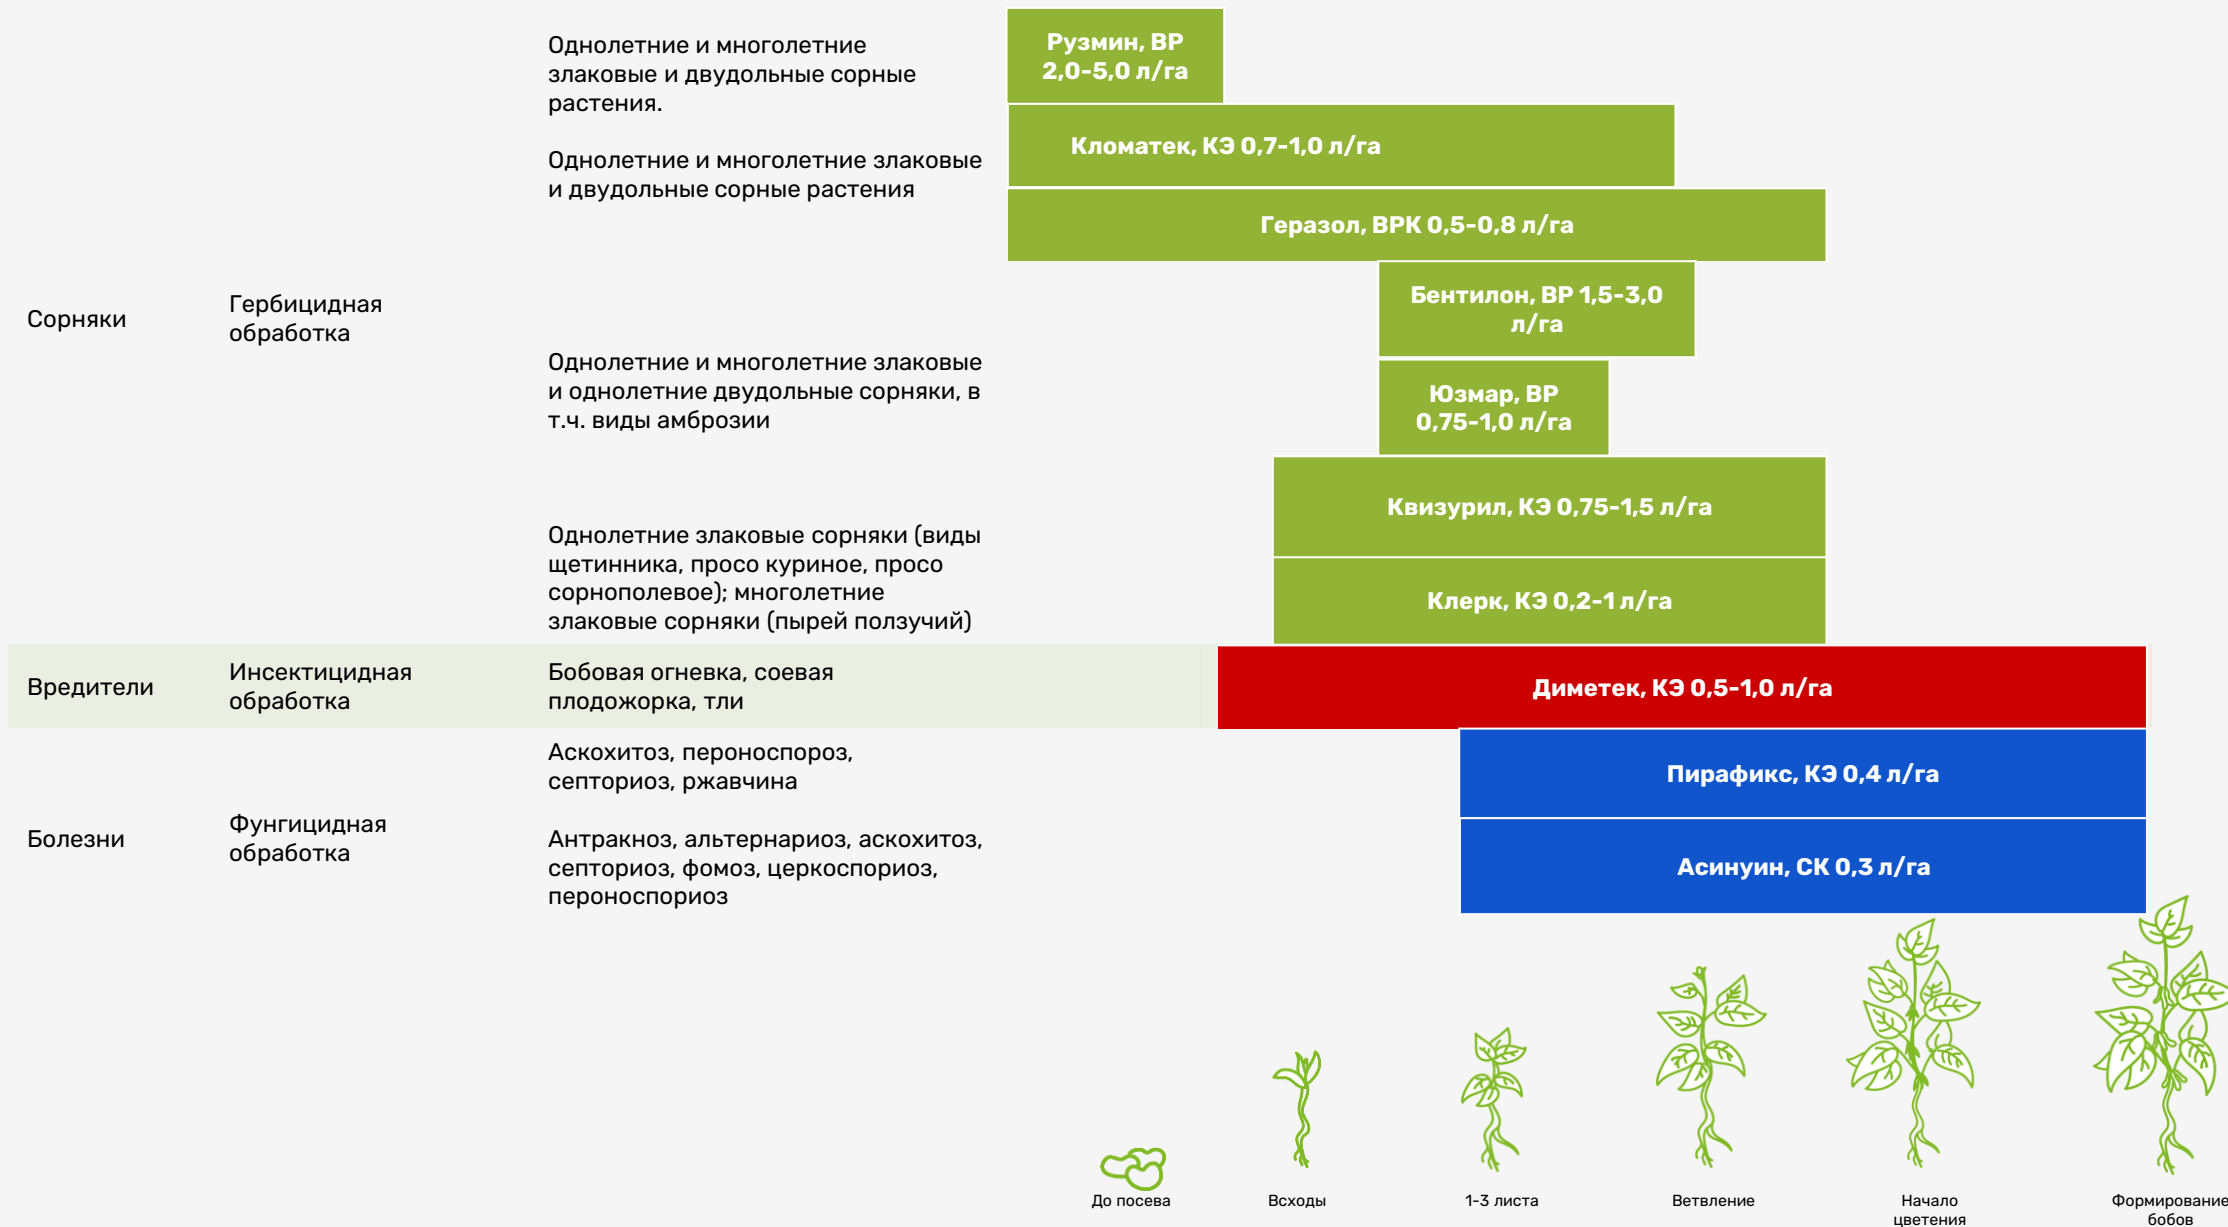 Однолетние и многолетние
злаковые и двудольные сорные
растения.
Рузмин, ВР
2,0-5,0 л/га
Кломатек, КЭ 0,7-1,0 л/га
Однолетние и многолетние злаковые
и двудольные сорные растения
Геразол, ВРК 0,5-0,8 л/га
Сорняки
Гербицидная
обработка
Бентилон, ВР 1,5-3,0
л/га
Однолетние и многолетние злаковые
и однолетние двудольные сорняки, в
т.ч. виды амброзии
Юзмар, ВР
0,75-1,0 л/га
Квизурил, КЭ 0,75-1,5 л/га
Однолетние злаковые сорняки (виды
щетинника, просо куриное, просо
сорнополевое); многолетние
злаковые сорняки (пырей ползучий)
Клерк, КЭ 0,2-1 л/га
Вредители
Инсектицидная
обработка
Бобовая огневка, соевая
плодожорка, тли
Диметек, КЭ 0,5-1,0 л/га
Аскохитоз, пероноспороз,
септориоз, ржавчина
Пирафикс, КЭ 0,4 л/га
Болезни
Фунгицидная
обработка
Антракноз, альтернариоз, аскохитоз,
септориоз, фомоз, церкоспориоз,
пероноспориоз
Асинуин, СК 0,3 л/га
До посева
Всходы
1-3 листа
Ветвление
Начало
цветения
Формирование
бобов